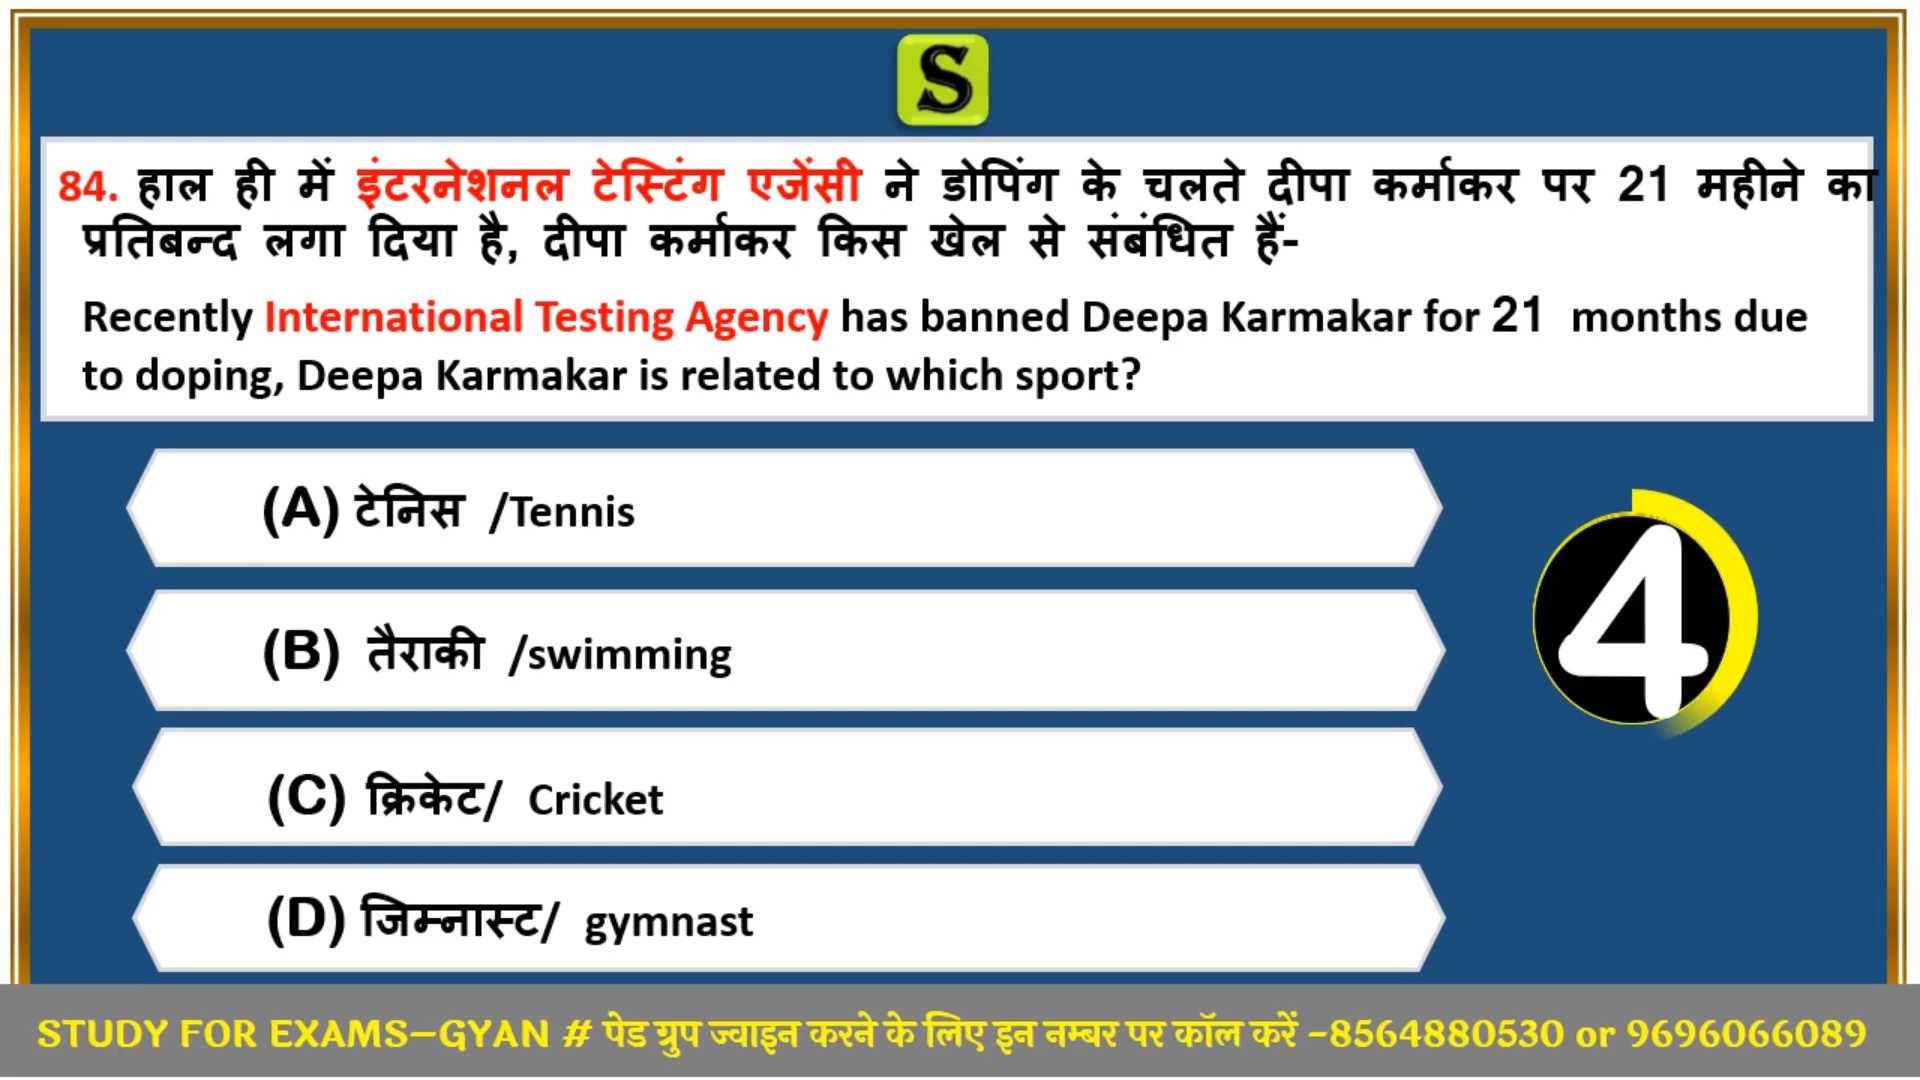 S
84. हाल ही में इंटरनेशनल टेस्टिंग एजेंसी ने डोपिंग के चलते दीपा कर्माकर पर 21 महीने का
प्रतिबन्द लगा दिया है, दीपा कर्माकर किस खेल से संबंधित हैं-
Recently International Testing Agency has banned Deepa Karmakar for 21 months due
to doping, Deepa Karmakar is related to which sport?
(A) टेनिस /Tennis
(B) तैराकी /swimming
4
(C) क्रिकेट/ Cricket
(D) जिम्नास्ट/ gymnast
STUDY FOR EXAMS–GYAN # पेड ग्रुप ज्वाइन करने के लिए इन नम्बर पर कॉल करें -8564880530 or 9696066089